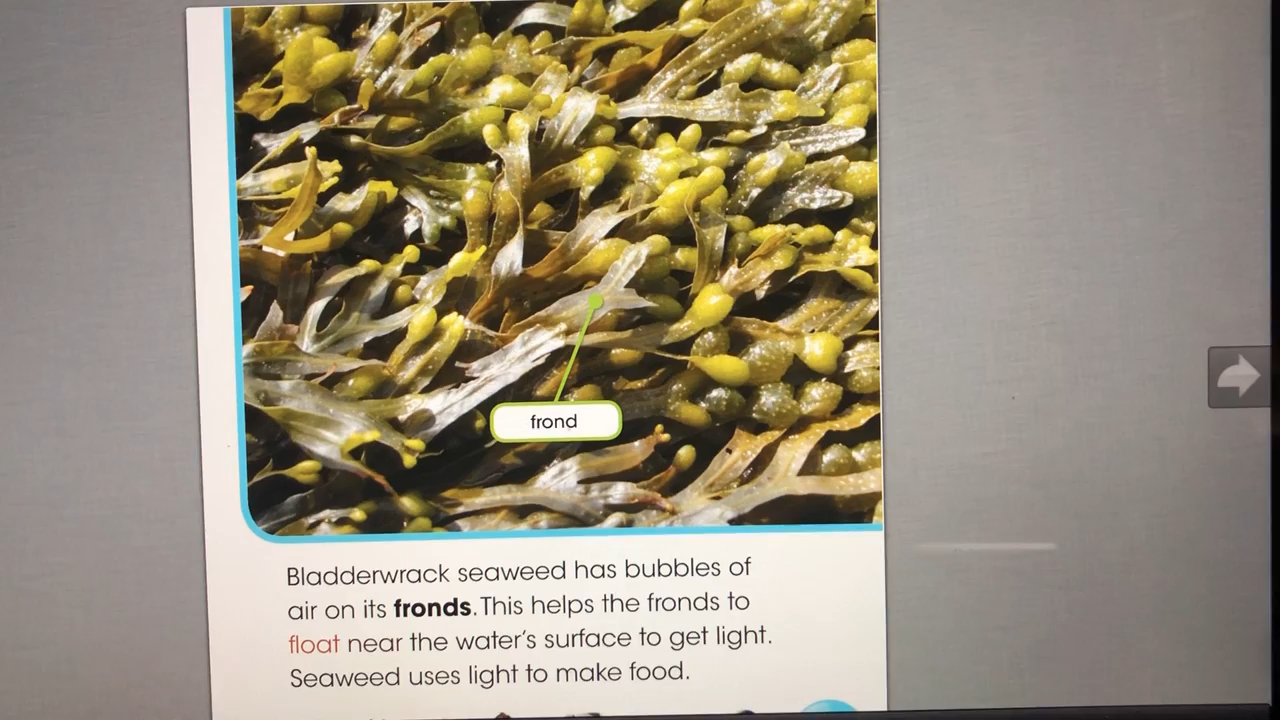 frond
Bladderwrack seaweed has bubbles of
air on its fronds. This helps the fronds to
float near the water's surface to get light.
Seaweed uses light to make food.